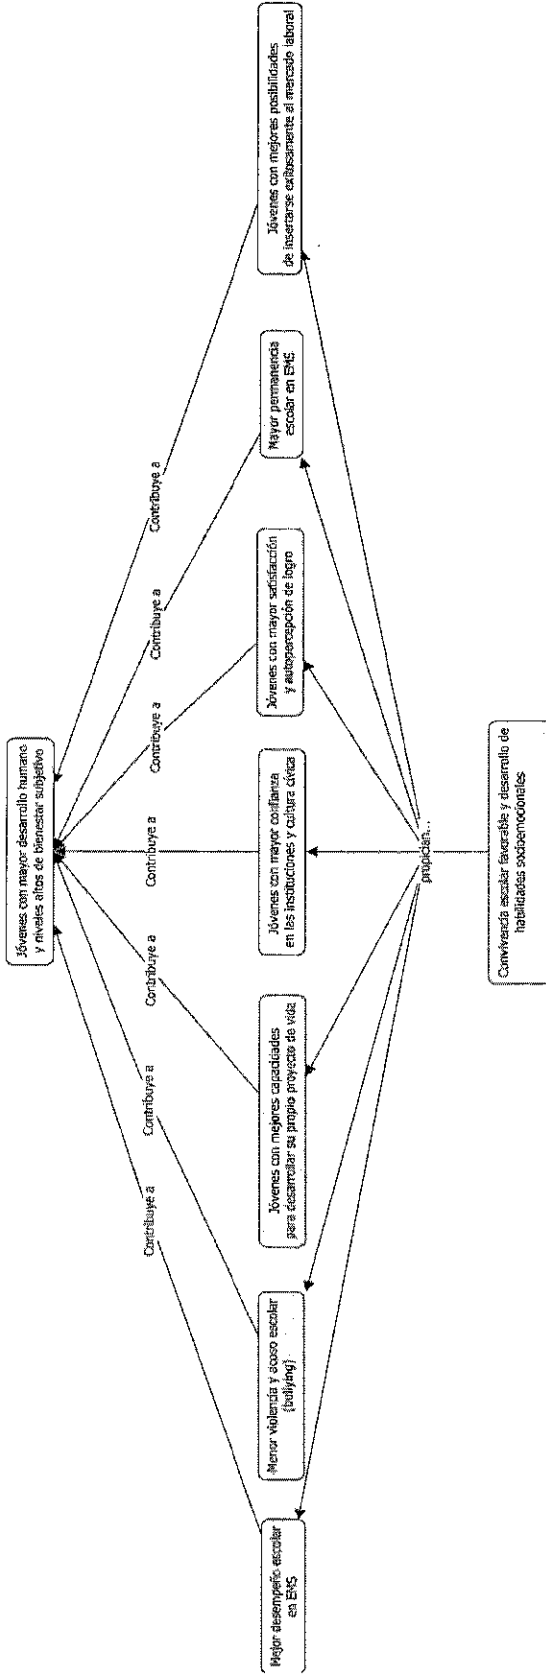 Jóvenes con mayor desarrollo humano
y niveles altos de bienestar subjetivo
Contribuye a
Contribuye a
Contribuye a
Contribuye a
Contribuye a
Contribuye a
Contribuye a
Mejor desempeño escolar
en EMS
Menor violencia y acoso escolar
(bullying)
Jóvenes con mejores capacidades
para desarrollar su propio proyecto de vida
Jóvenes con mayor confianza
en las instituciones y cultura cívica
Jóvenes con mayor satisfacción
y autopercepción de logro
Mayor permanencia
escolar en EMS
Jóvenes con mejores posibilidades
de insertarse exitosamente al mercado laboral
propician...
Convivencia escolar favorable y desarrollo de
habilidades socioemocionales